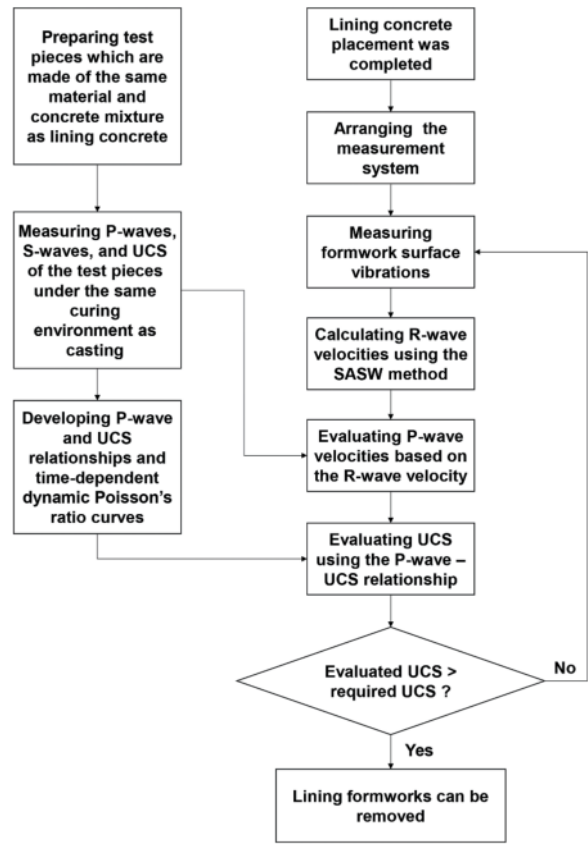 Preparing test
pieces which are
made of the same
material and
concrete mixture
as lining concrete
Measuring P-waves,
S-waves, and UCS
of the test pieces
under the same
curing
environment as
casting
Developing P-wave
and UCS
relationships and
time-dependent
dynamic Poisson's
ratio curves
Lining concrete
placement was
completed
Arranging the
measurement
system
Measuring
formwork surface
vibrations
Calculating R-wave
velocities using the
SASW method
Evaluating P-wave
velocities based on
the R-wave velocity
Evaluating UCS
using the P-wave –
UCS relationship
Evaluated UCS >
required UCS ?
No
Yes
Lining formworks can be
removed